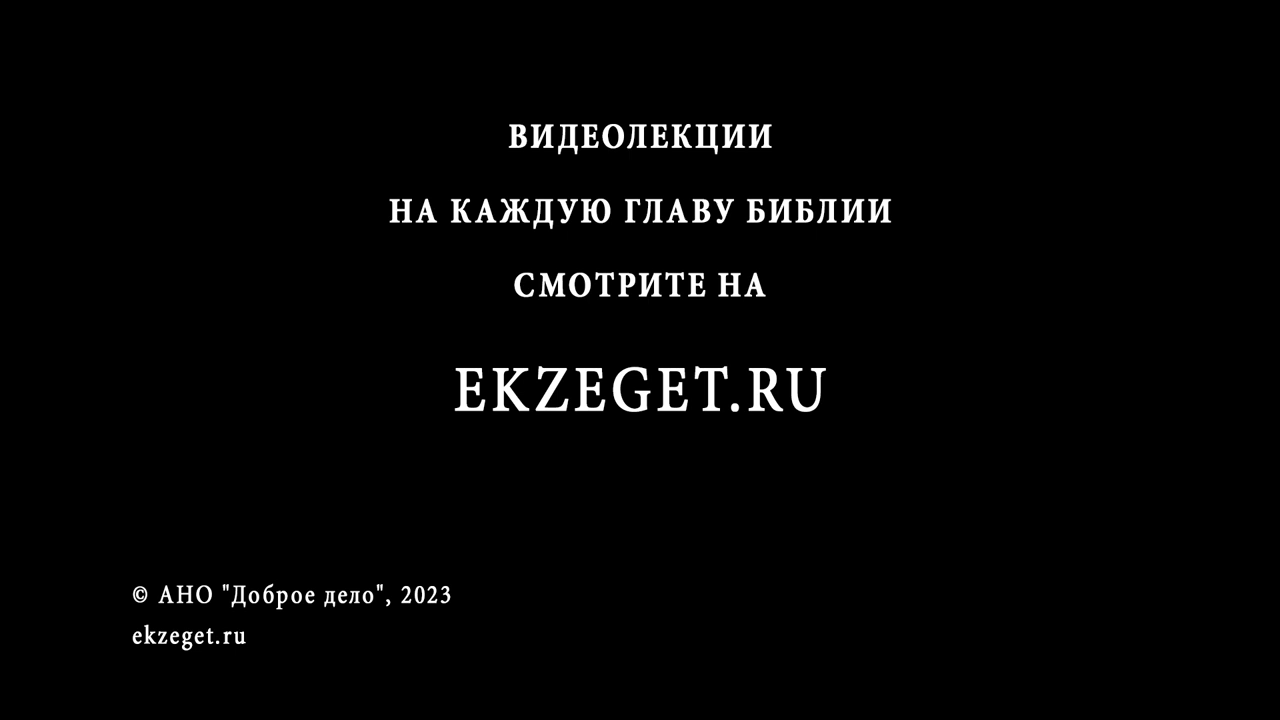 ВИДЕОЛЕКЦИИ
НА КАЖДУЮ ГЛАВУ БИБЛИИ
СМОТРИТЕ НА
EKZEGET.RU
© АНО "Доброе дело", 2023
ekzeget.ru